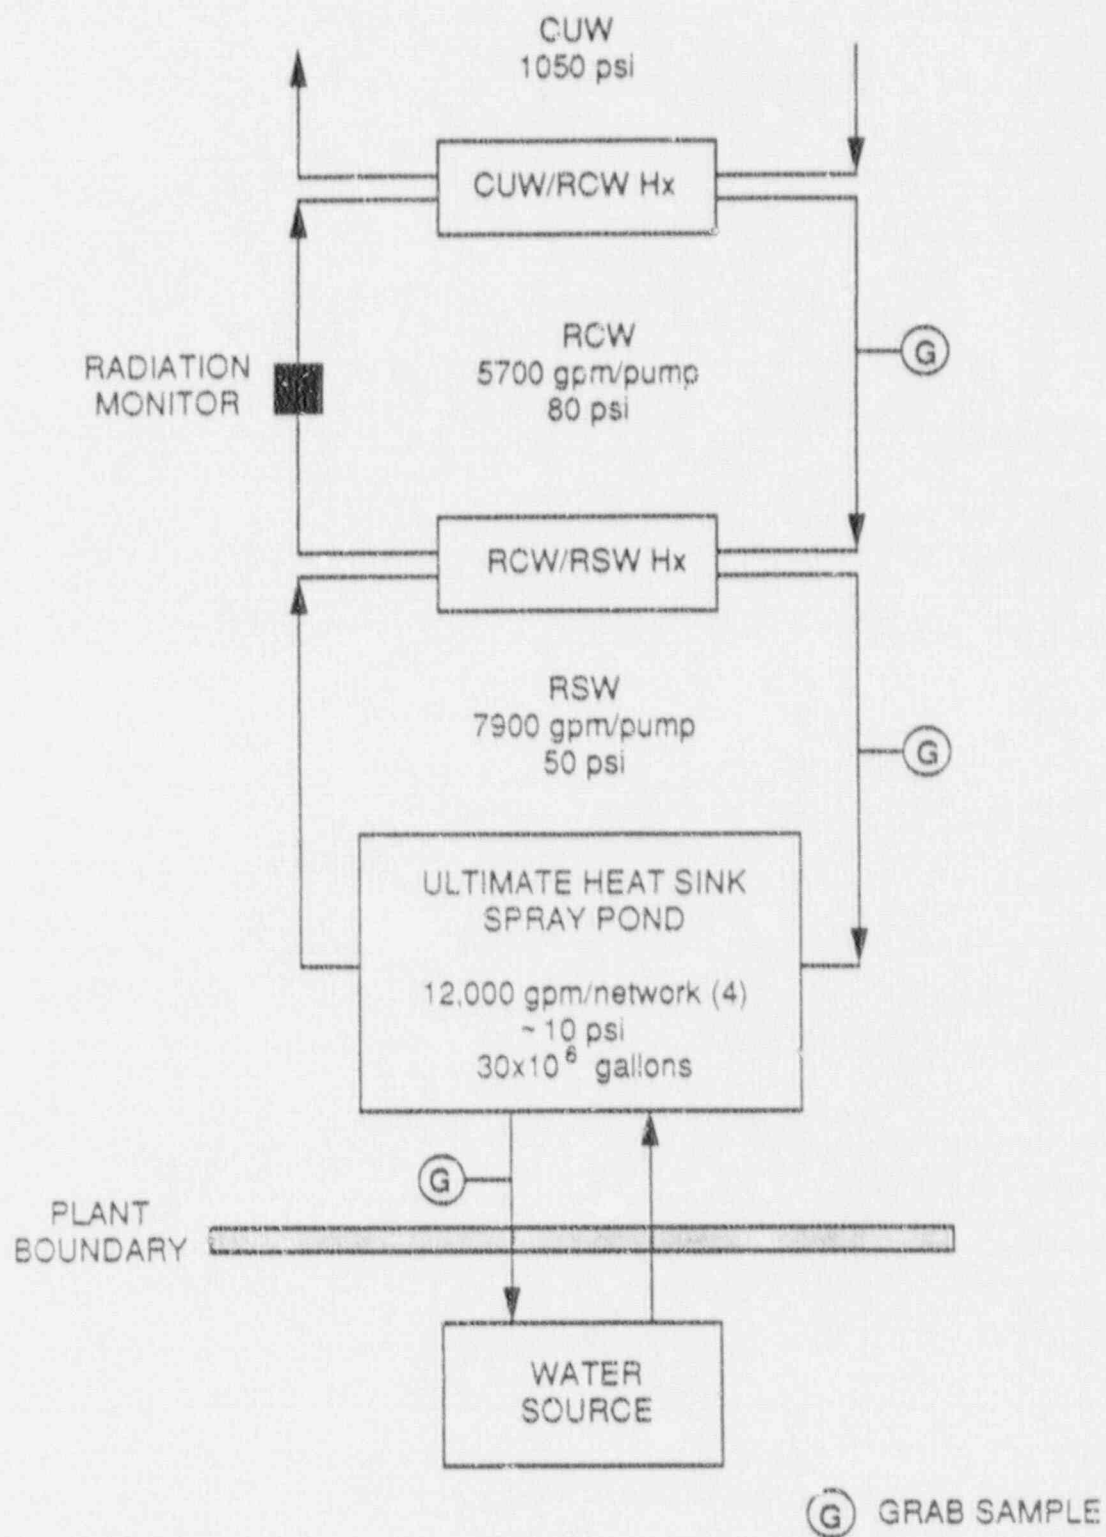 CUW
1050 psi
CUW/RCW Hx
RADIATION
MONITOR
RCW
5700 gpm/pump
80 psi
G
RCW/RSW Hx
RSW
7900 gpm/pump
50 psi
G
ULTIMATE HEAT SINK
SPRAY POND
12,000 gpm/network (4)
~ 10 psi
30x10⁶ gallons
G
PLANT
BOUNDARY
WATER
SOURCE
G GRAB SAMPLE